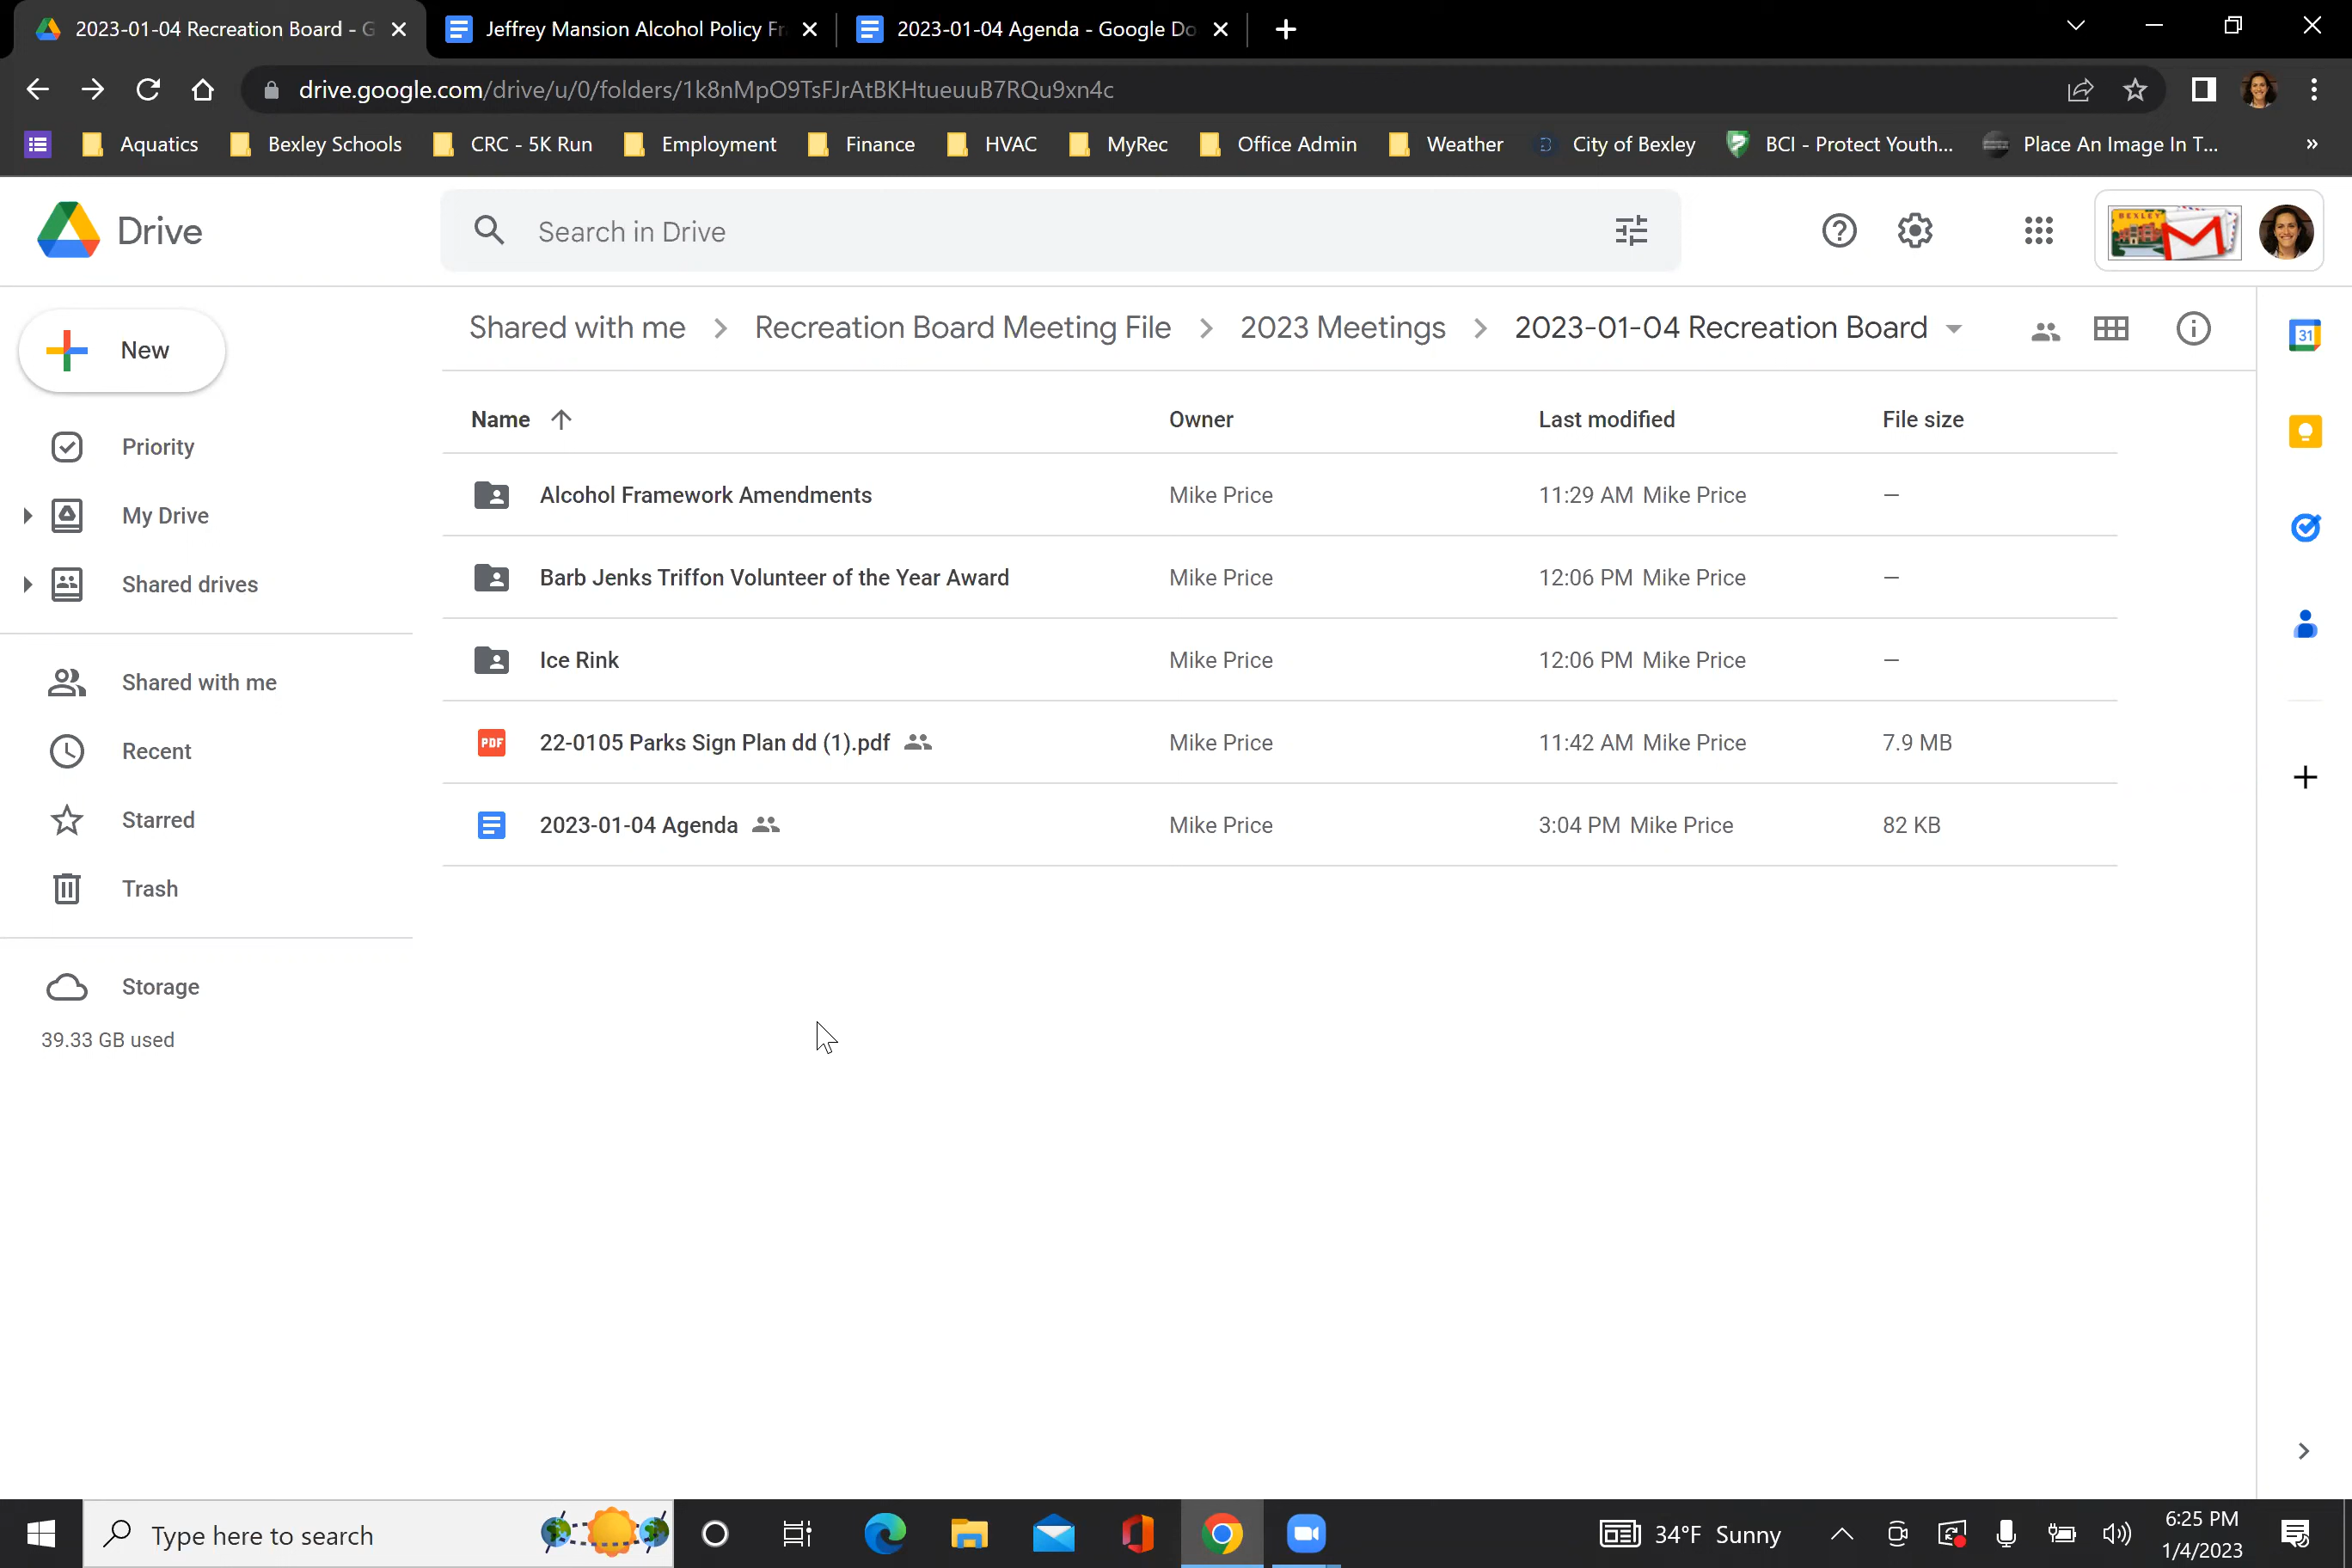 2023-01-04 Recreation Board - G
Jeffrey Mansion Alcohol Policy Fr
2023-01-04 Agenda - Google Do
drive.google.com/drive/u/0/folders/1k8nMpO9TsFJrAtBKHtueuuB7RQu9xn4c
Aquatics
Bexley Schools
CRC - 5K Run
Employment
Finance
HVAC
MyRec
Office Admin
Weather
City of Bexley
BCI - Protect Youth...
Place An Image In T...
»
Drive
Search in Drive
BEXLEY
New
Shared with me > Recreation Board Meeting File > 2023 Meetings > 2023-01-04 Recreation Board
31
Name Owner Last modified File size
Priority
My Drive
Shared drives
Shared with me
Recent
Starred
Trash
Storage
39.33 GB used
Alcohol Framework Amendments Mike Price 11:29 AM Mike Price —
Barb Jenks Triffon Volunteer of the Year Award Mike Price 12:06 PM Mike Price —
Ice Rink Mike Price 12:06 PM Mike Price —
PDF 22-0105 Parks Sign Plan dd (1).pdf Mike Price 11:42 AM Mike Price 7.9 MB
2023-01-04 Agenda Mike Price 3:04 PM Mike Price 82 KB
Type here to search
34°F Sunny
6:25 PM
1/4/2023